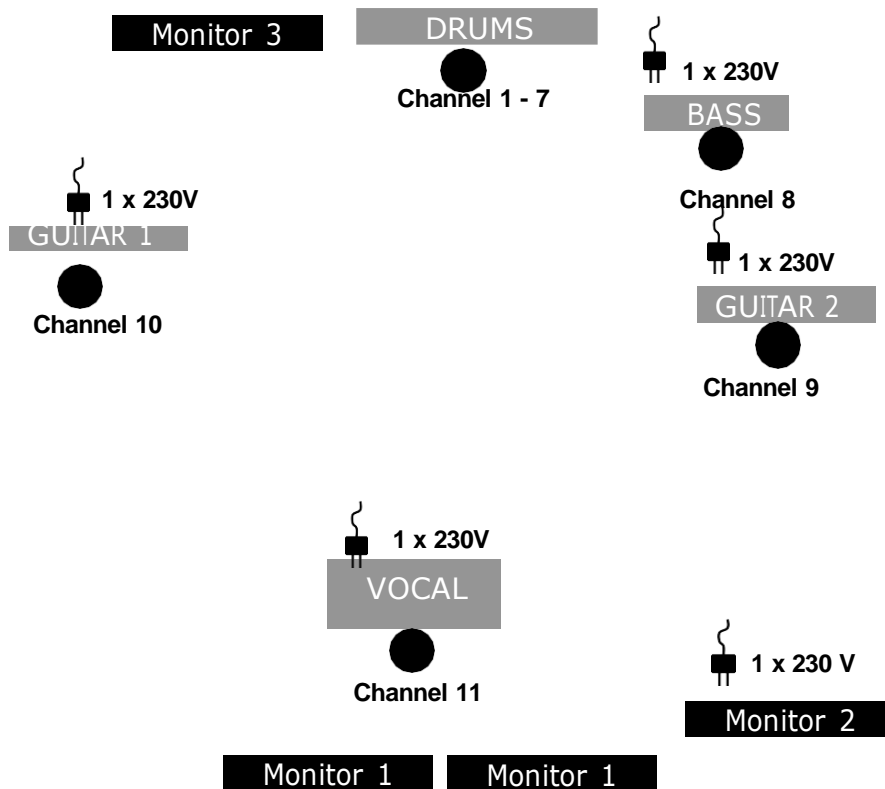 Monitor 3
DRUMS
Channel 1 - 7
1 x 230V
BASS
Channel 8
1 x 230V
GUITAR 1
Channel 10
1 x 230V
GUITAR 2
Channel 9
1 x 230V
VOCAL
Channel 11
1 x 230 V
Monitor 2
Monitor 1
Monitor 1